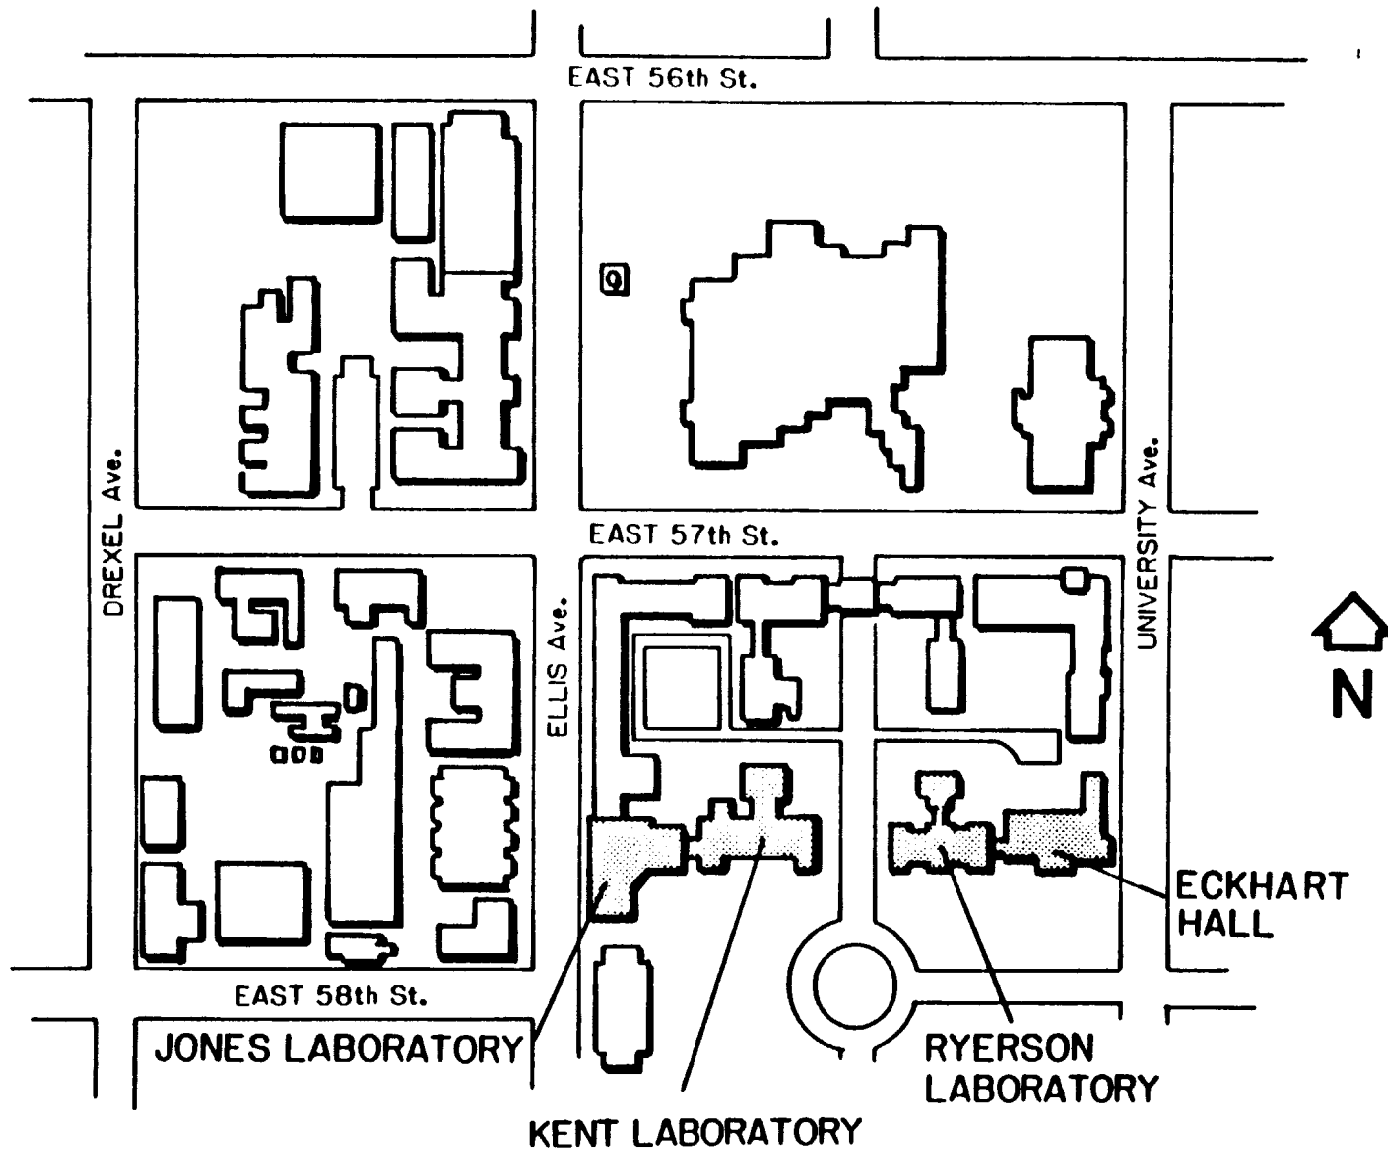 EAST 56th St.
DREXEL Ave.
EAST 57th St.
UNIVERSITY Ave.
ELLIS Ave.
N
ECKHART
HALL
EAST 58th St.
JONES LABORATORY
RYERSON
LABORATORY
KENT LABORATORY